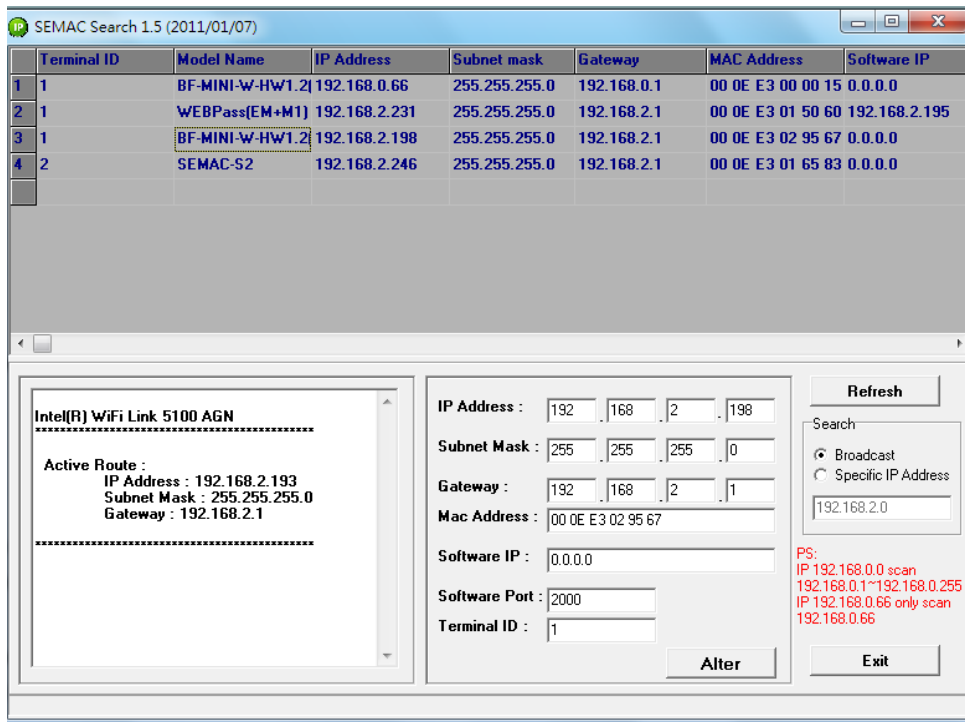 IP SEMAC Search 1.5 (2011/01/07)
Terminal ID Model Name IP Address Subnet mask Gateway MAC Address Software IP
1 1 BF-MINI-W-HW1.2( 192.168.0.66 255.255.255.0 192.168.0.1 00 0E E3 00 00 15 0.0.0.0
2 1 WEBPass(EM+M1) 192.168.2.231 255.255.255.0 192.168.2.1 00 0E E3 01 50 60 192.168.2.195
3 1 BF-MINI-W-HW1.2( 192.168.2.198 255.255.255.0 192.168.2.1 00 0E E3 02 95 67 0.0.0.0
4 2 SEMAC-S2 192.168.2.246 255.255.255.0 192.168.2.1 00 0E E3 01 65 83 0.0.0.0
Intel(R) WiFi Link 5100 AGN
*********************************************
Active Route :
IP Address : 192.168.2.193
Subnet Mask : 255.255.255.0
Gateway : 192.168.2.1
*********************************************
IP Address : 192 . 168 . 2 . 198
Subnet Mask : 255 . 255 . 255 . 0
Gateway : 192 . 168 . 2 . 1
Mac Address : 00 0E E3 02 95 67
Software IP : 0.0.0.0
Software Port : 2000
Terminal ID : 1
Alter
Refresh
Search
Broadcast
Specific IP Address
192.168.2.0
PS:
IP 192.168.0.0 scan
192.168.0.1~192.168.0.255
IP 192.168.0.66 only scan
192.168.0.66
Exit